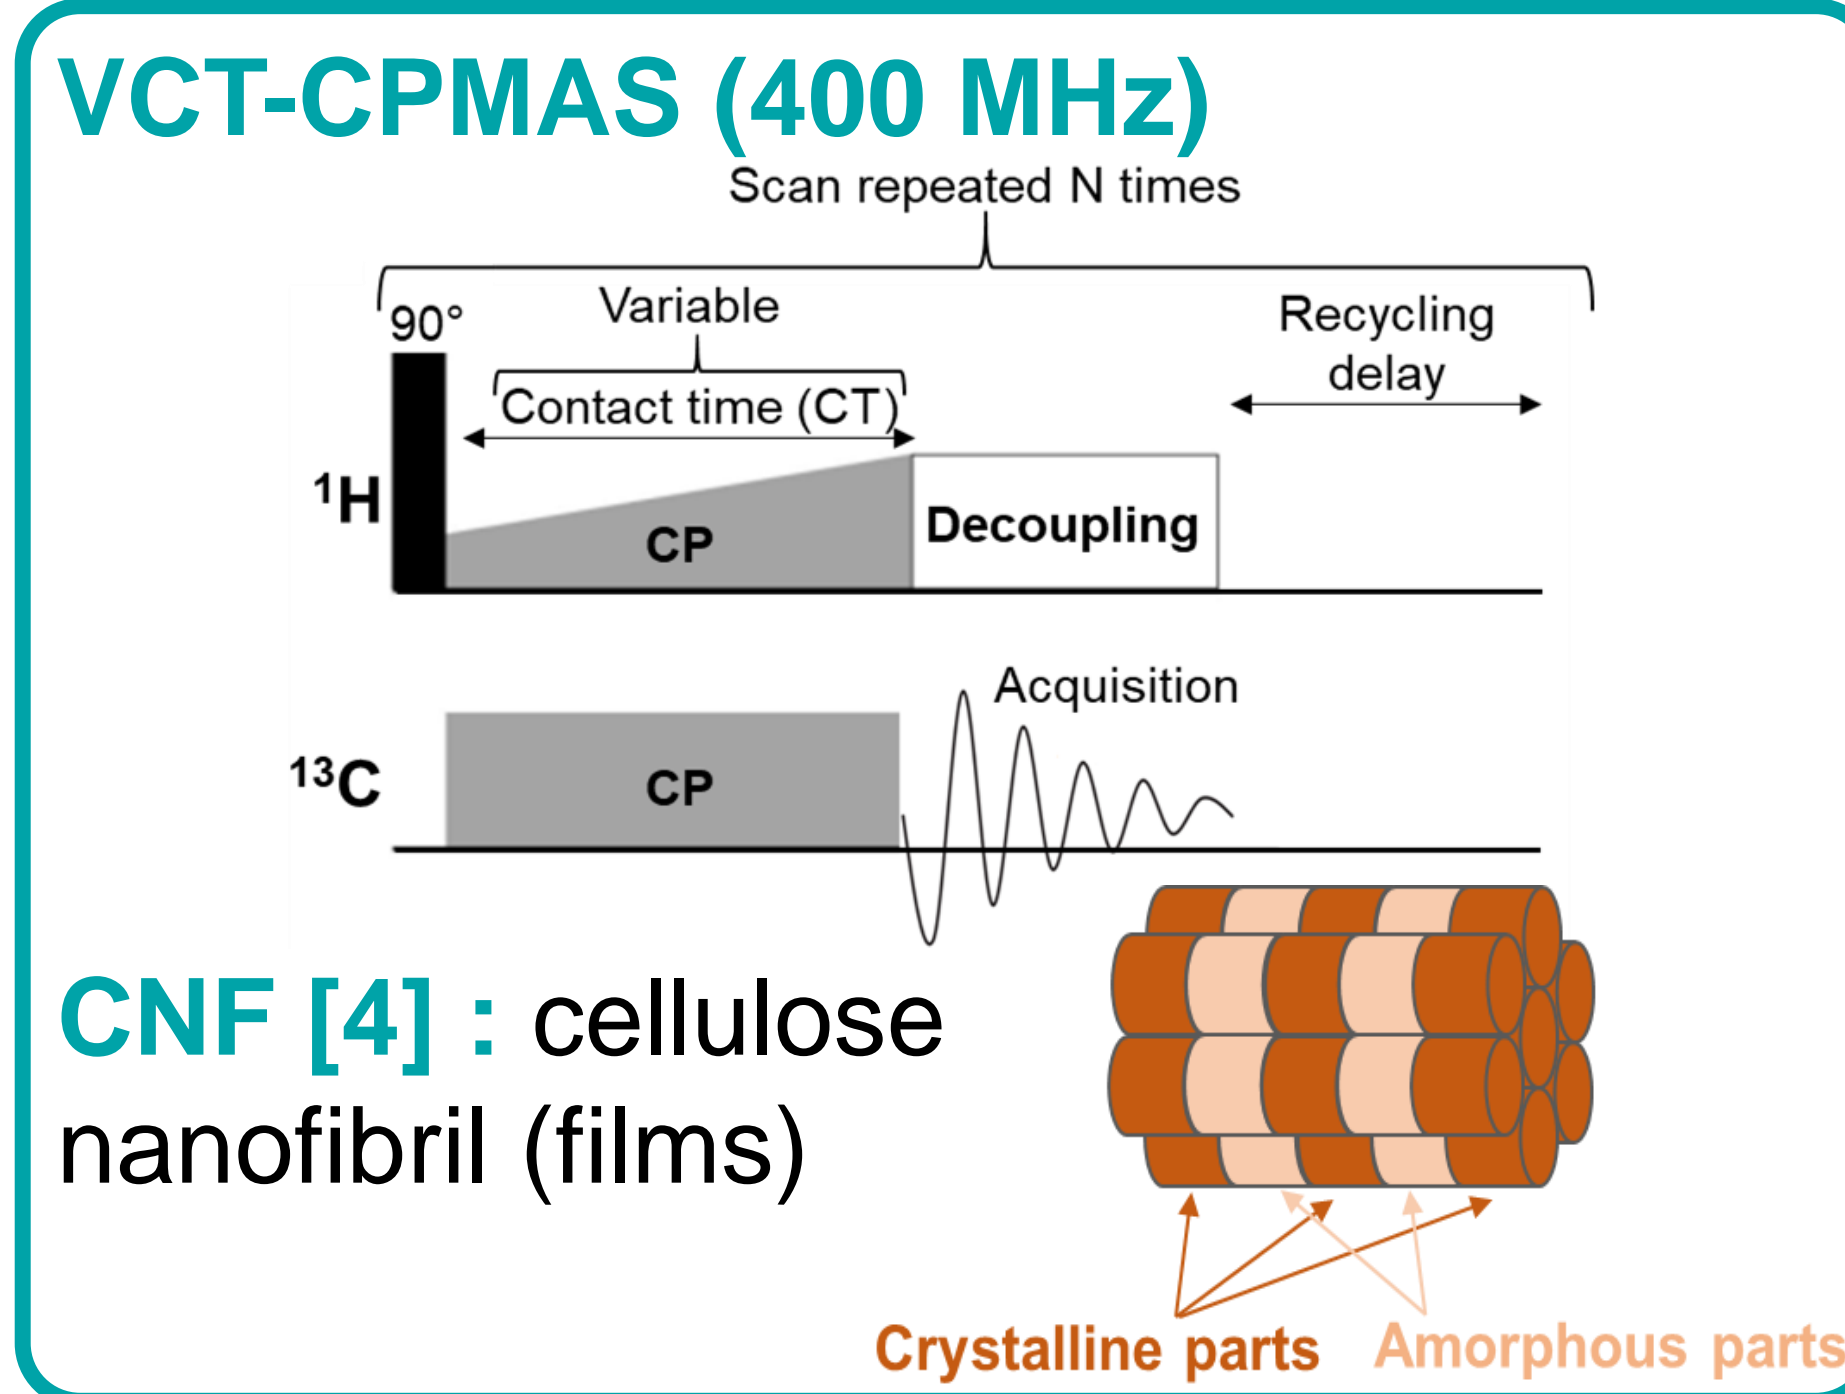 VCT-CPMAS (400 MHz)
Scan repeated N times
90°
Variable
Contact time (CT)
Recycling
delay
¹H
CP
Decoupling
Acquisition
¹³C
CP
CNF [4] : cellulose
nanofibril (films)
Crystalline parts
Amorphous parts